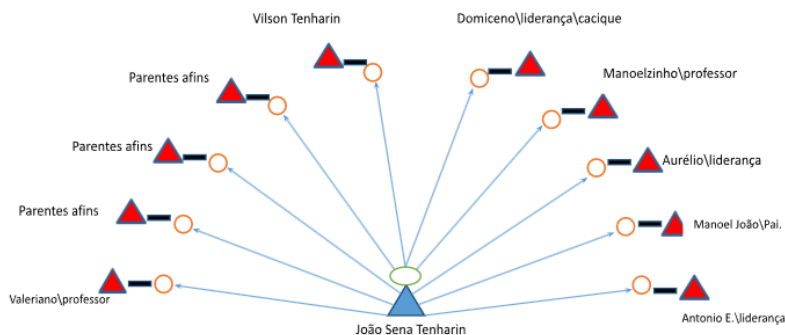 Vilson Tenharin
Domiceno\liderança\cacique
Parentes afins
Manoelzinho\professor
Parentes afins
Aurélio\liderança
Parentes afins
Manoel João\Pai.
Valeriano\professor
Antonio E.\liderança
João Sena Tenharin